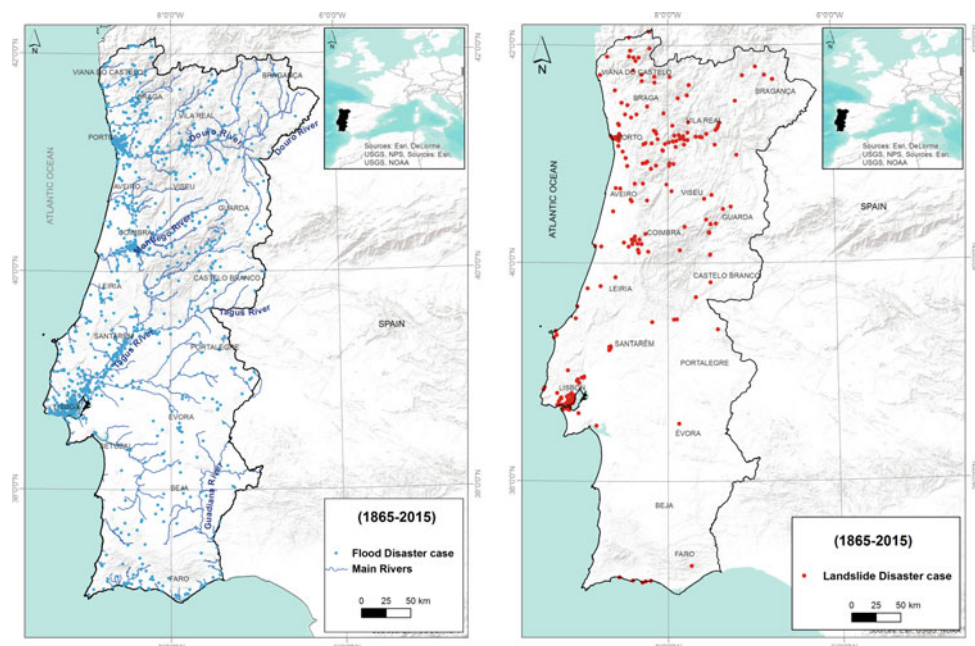 8°0'0"W
6°0'0"W
N
42°0'0"N
VIANA DO CASTELO
BRAGANÇA
BRAGA
VILA REAL
PORTO
Douro River
Douro River
Sources: Esri, DeLorme,
USGS, NPS, Sources: Esri,
USGS, NOAA
ATLANTIC OCEAN
AVEIRO
VISEU
GUARDA
COIMBRA
Mondego River
40°0'0"N
CASTELO BRANCO
LEIRIA
Tagus River
SPAIN
SANTARÉM
Tagus River
PORTALEGRE
ÉVORA
SETÚBAL
BEJA
Guadiana River
38°0'0"N
FARO
(1865-2015)
Flood Disaster case
Main Rivers
0 25 50 km
8°0'0"W
6°0'0"W
N
42°0'0"N
VIANA DO CASTELO
BRAGANÇA
BRAGA
VILA REAL
PORTO
Sources: Esri, DeLorme,
USGS, NPS, Sources: Esri,
USGS, NOAA
ATLANTIC OCEAN
AVEIRO
VISEU
SPAIN
GUARDA
COIMBRA
40°0'0"N
CASTELO BRANCO
LEIRIA
SANTARÉM
PORTALEGRE
LISBON
ÉVORA
38°0'0"N
BEJA
FARO
(1865-2015)
Landslide Disaster case
0 25 50 km
Sources: Esri, USGS, NOAA